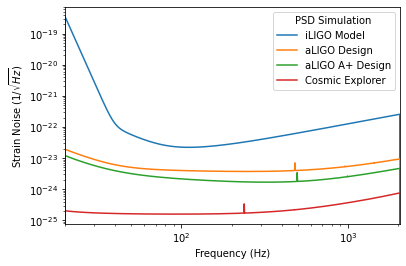 PSD Simulation
iLIGO Model
aLIGO Design
aLIGO A+ Design
Cosmic Explorer
Strain Noise (1/√Hz)
10⁻¹⁹
10⁻²⁰
10⁻²¹
10⁻²²
10⁻²³
10⁻²⁴
10⁻²⁵
10² 10³
Frequency (Hz)